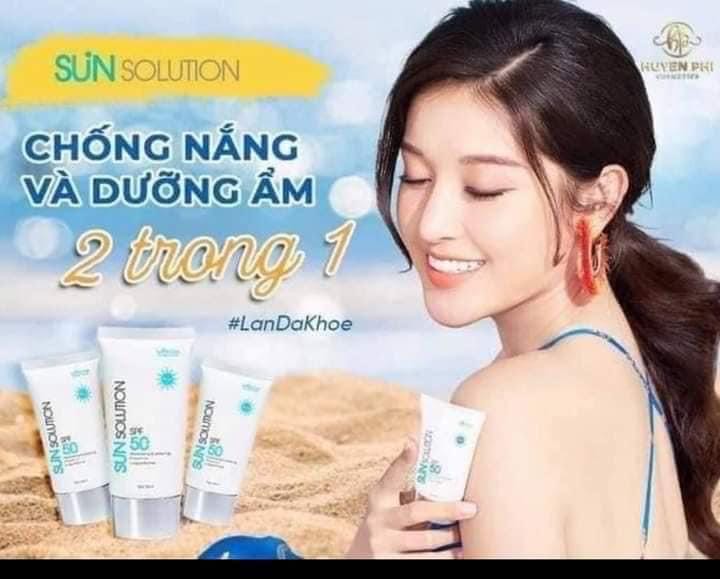 SUN SOLUTION
HUYEN PHI
COSMETICS
CHỐNG NẮNG
VÀ DƯỠNG ẨM
2 trong 1
#LanDaKhoe
SUN SOLUTION
SPF
50
SUN SOLUTION
SPF
50
SUN SOLUTION
SPF
50
SUN SOLUTION
SPF
50